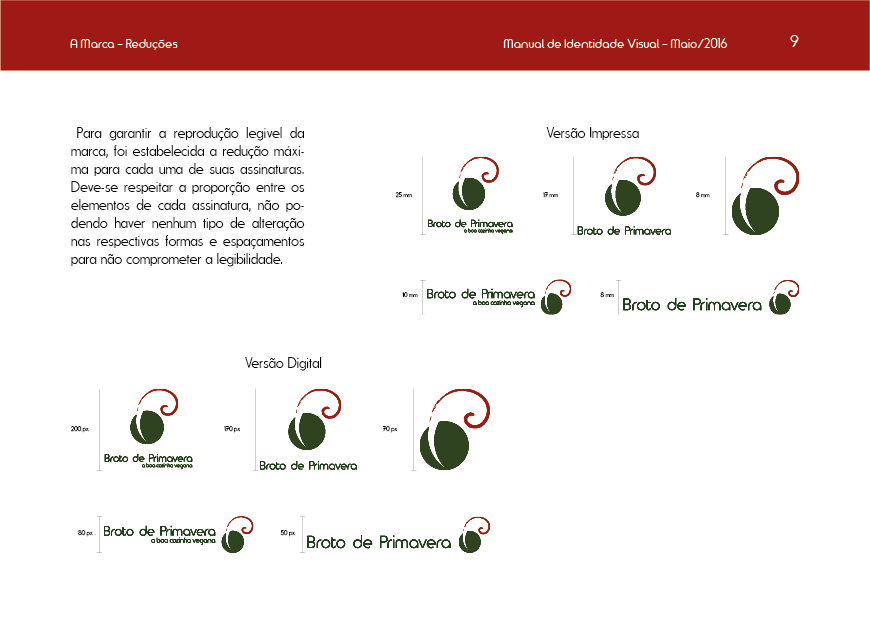 A Marca – Reduções
Manual de Identidade Visual – Maio/2016
9
Para garantir a reprodução legivel da
marca, foi estabelecida a redução máxi-
ma para cada uma de suas assinaturas.
Deve-se respeitar a proporção entre os
elementos de cada assinatura, não po-
dendo haver nenhum tipo de alteração
nas respectivas formas e espaçamentos
para não comprometer a legibilidade.
Versão Impressa
25 mm
Broto de Primavera
a boa cozinha vegana
17 mm
Broto de Primavera
8 mm
10 mm
Broto de Primavera
a boa cozinha vegana
8 mm
Broto de Primavera
Versão Digital
200 px
Broto de Primavera
a boa cozinha vegana
170 px
Broto de Primavera
70 px
80 px
Broto de Primavera
a boa cozinha vegana
50 px
Broto de Primavera